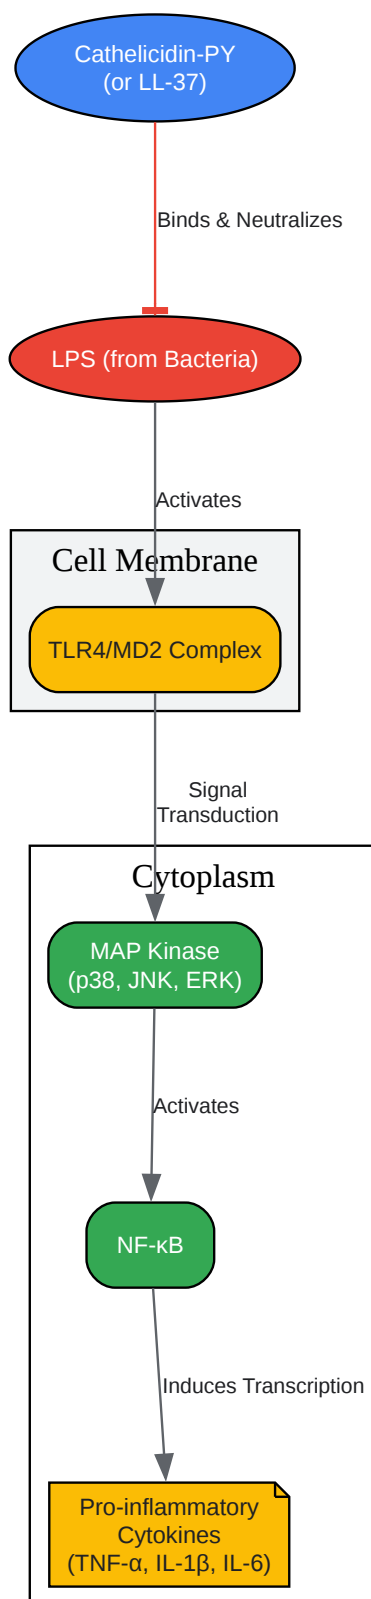 Cathelicidin-PY
(or LL-37)
Binds & Neutralizes
LPS (from Bacteria)
Activates
Cell Membrane
TLR4/MD2 Complex
Signal
Transduction
Cytoplasm
MAP Kinase
(p38, JNK, ERK)
Activates
NF-κB
Induces Transcription
Pro-inflammatory
Cytokines
(TNF-α, IL-1β, IL-6)